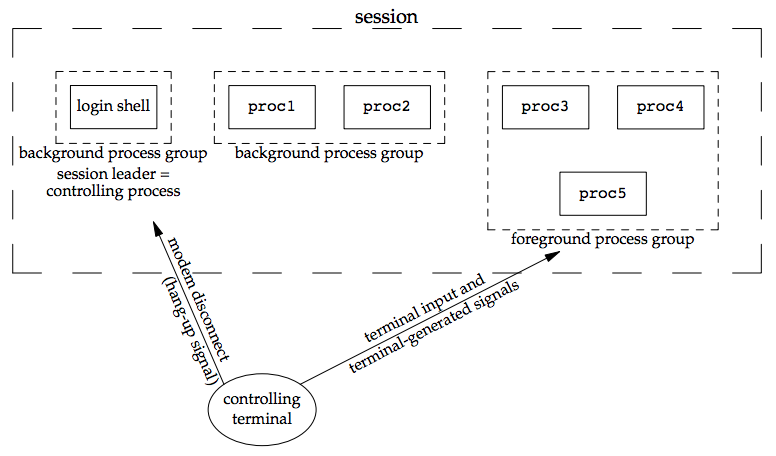 session
login shell
proc1
proc2
proc3
proc4
proc5
background process group
session leader =
controlling process
background process group
foreground process group
modem disconnect
(hang-up signal)
terminal input and
terminal-generated signals
controlling
terminal